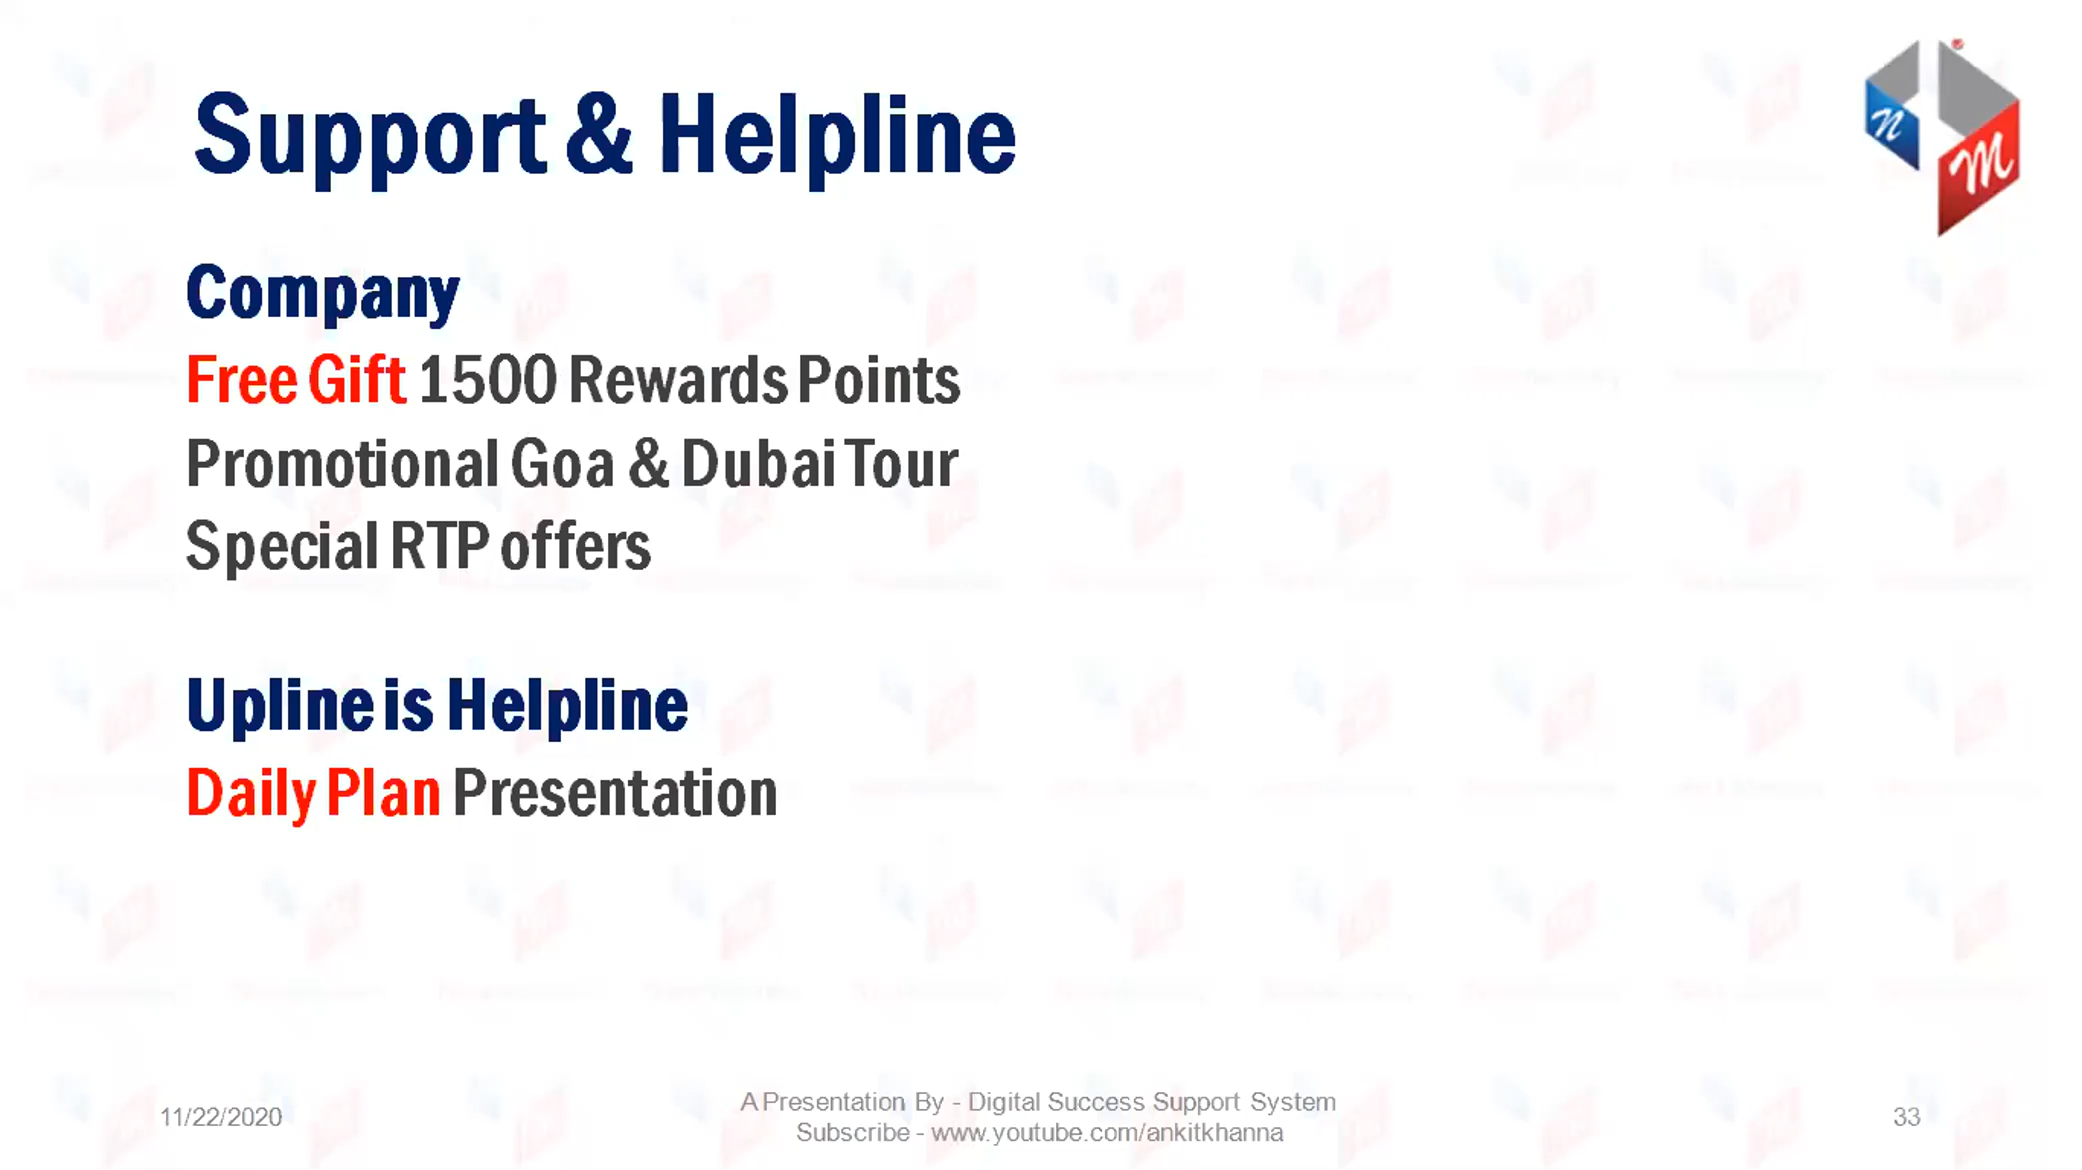 Support & Helpline
n
M
Company
Free Gift 1500 Rewards Points
Promotional Goa & Dubai Tour
Special RTP offers
Upline is Helpline
Daily Plan Presentation
11/22/2020
A Presentation By - Digital Success Support System
Subscribe - www.youtube.com/ankitkhanna
33